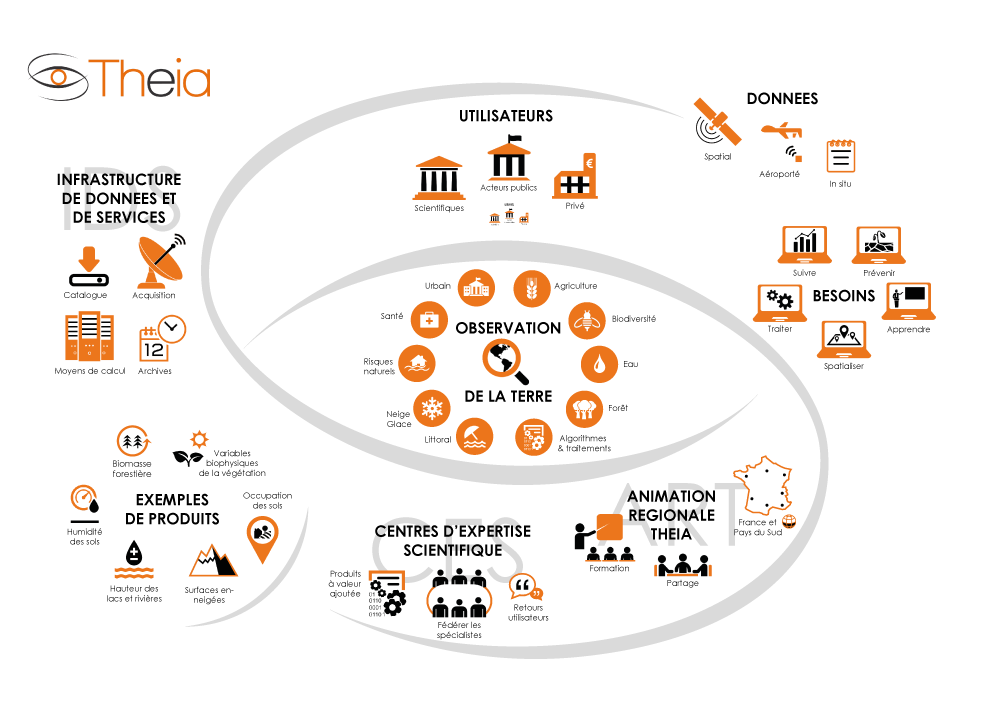 Theia
UTILISATEURS
Scientifiques
Acteurs publics
Privé
€
DONNEES
Spatial
Aéroporté
In situ
IDS
INFRASTRUCTURE
DE DONNEES ET
DE SERVICES
Catalogue
Acquisition
Moyens de calcul
12
Archives
BESOINS
Suivre
Prévenir
Traiter
Apprendre
Spatialiser
OBSERVATION
DE LA TERRE
Urbain
Agriculture
Santé
Biodiversité
Risques
naturels
Eau
Neige
Glace
Forêt
Littoral
Algorithmes
& traitements
EXEMPLES
DE PRODUITS
Biomasse
forestière
Variables
biophysiques
de la végétation
Humidité
des sols
Occupation
des sols
Hauteur des
lacs et rivières
Surfaces en-
neigées
CES
CENTRES D'EXPERTISE
SCIENTIFIQUE
Produits
à valeur
ajoutée
01
0110
0001
0110
Fédérer les
spécialistes
Retours
utilisateurs
ART
ANIMATION
REGIONALE
THEIA
Formation
Partage
France et
Pays du Sud